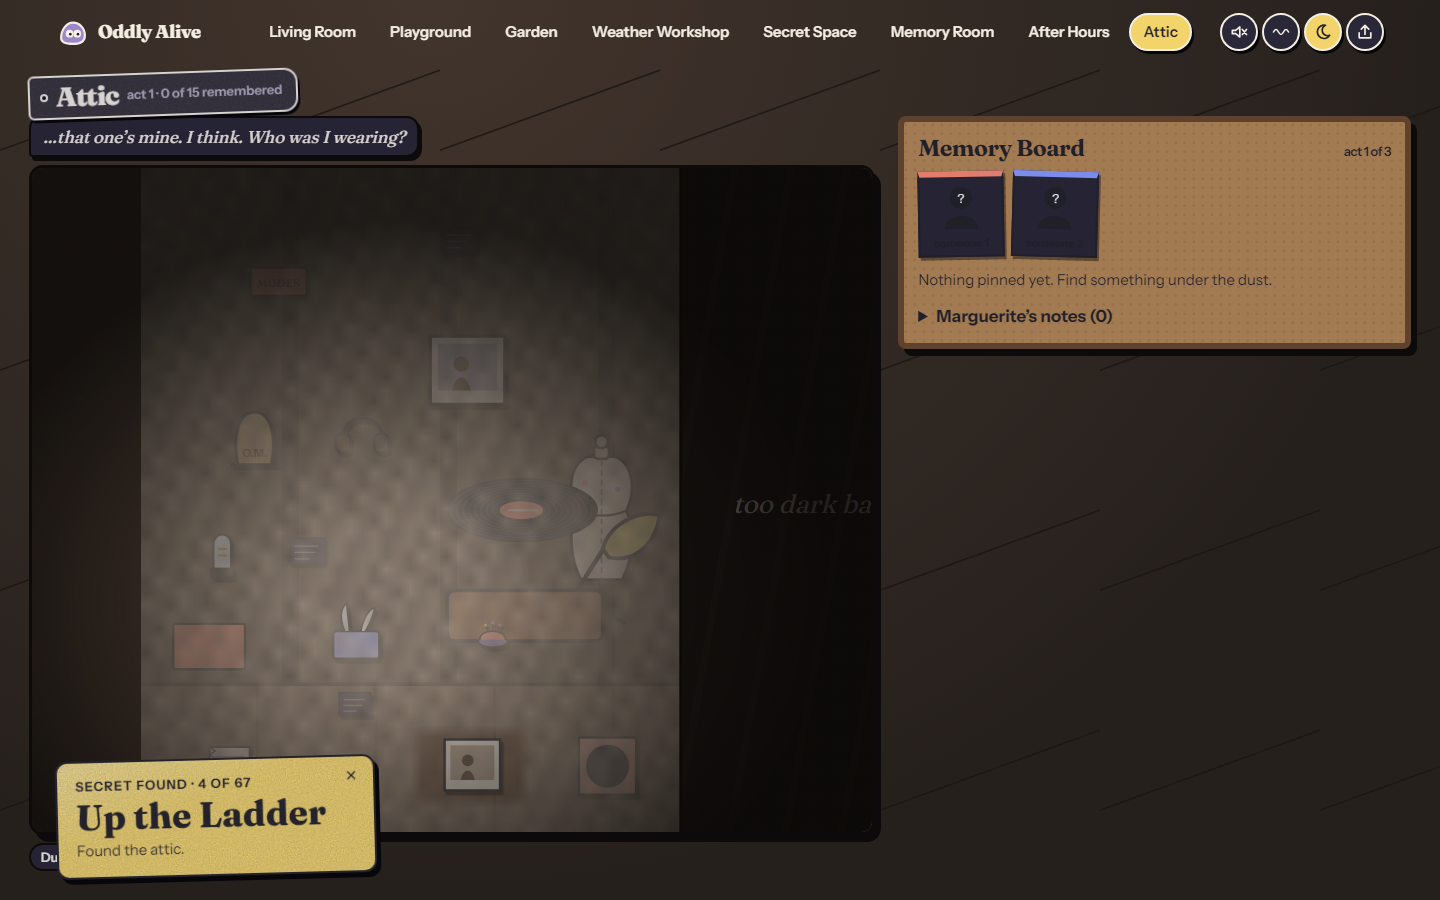 Oddly Alive
Living Room
Playground
Garden
Weather Workshop
Secret Space
Memory Room
After Hours
Attic
Attic act 1 · 0 of 15 remembered
...that one's mine. I think. Who was I wearing?
O.M.
too dark ba
Memory Board
act 1 of 3
?
?
Nothing pinned yet. Find something under the dust.
Marguerite's notes (0)
SECRET FOUND · 4 OF 67
Up the Ladder
Found the attic.
Du